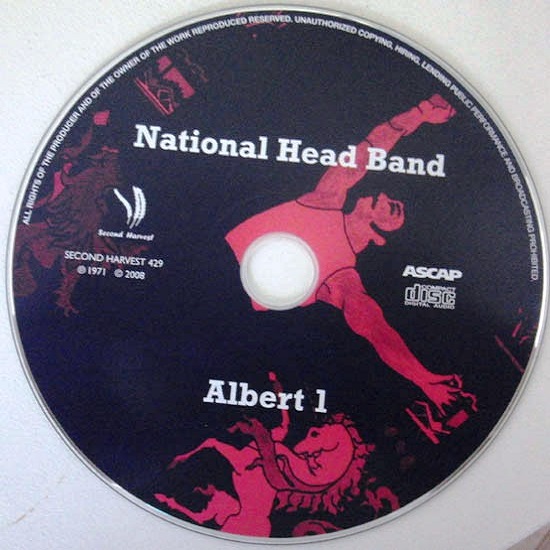 ALL RIGHTS OF THE PRODUCER AND OF THE OWNER OF THE WORK REPRODUCED RESERVED. UNAUTHORIZED COPYING, HIRING, LENDING PUBLIC PERFORMANCE AND BROADCASTING PROHIBITED.
National Head Band
Second Harvest
SECOND HARVEST 429
℗ 1971 © 2008
ASCAP
COMPACT
disc
DIGITAL AUDIO
Albert 1